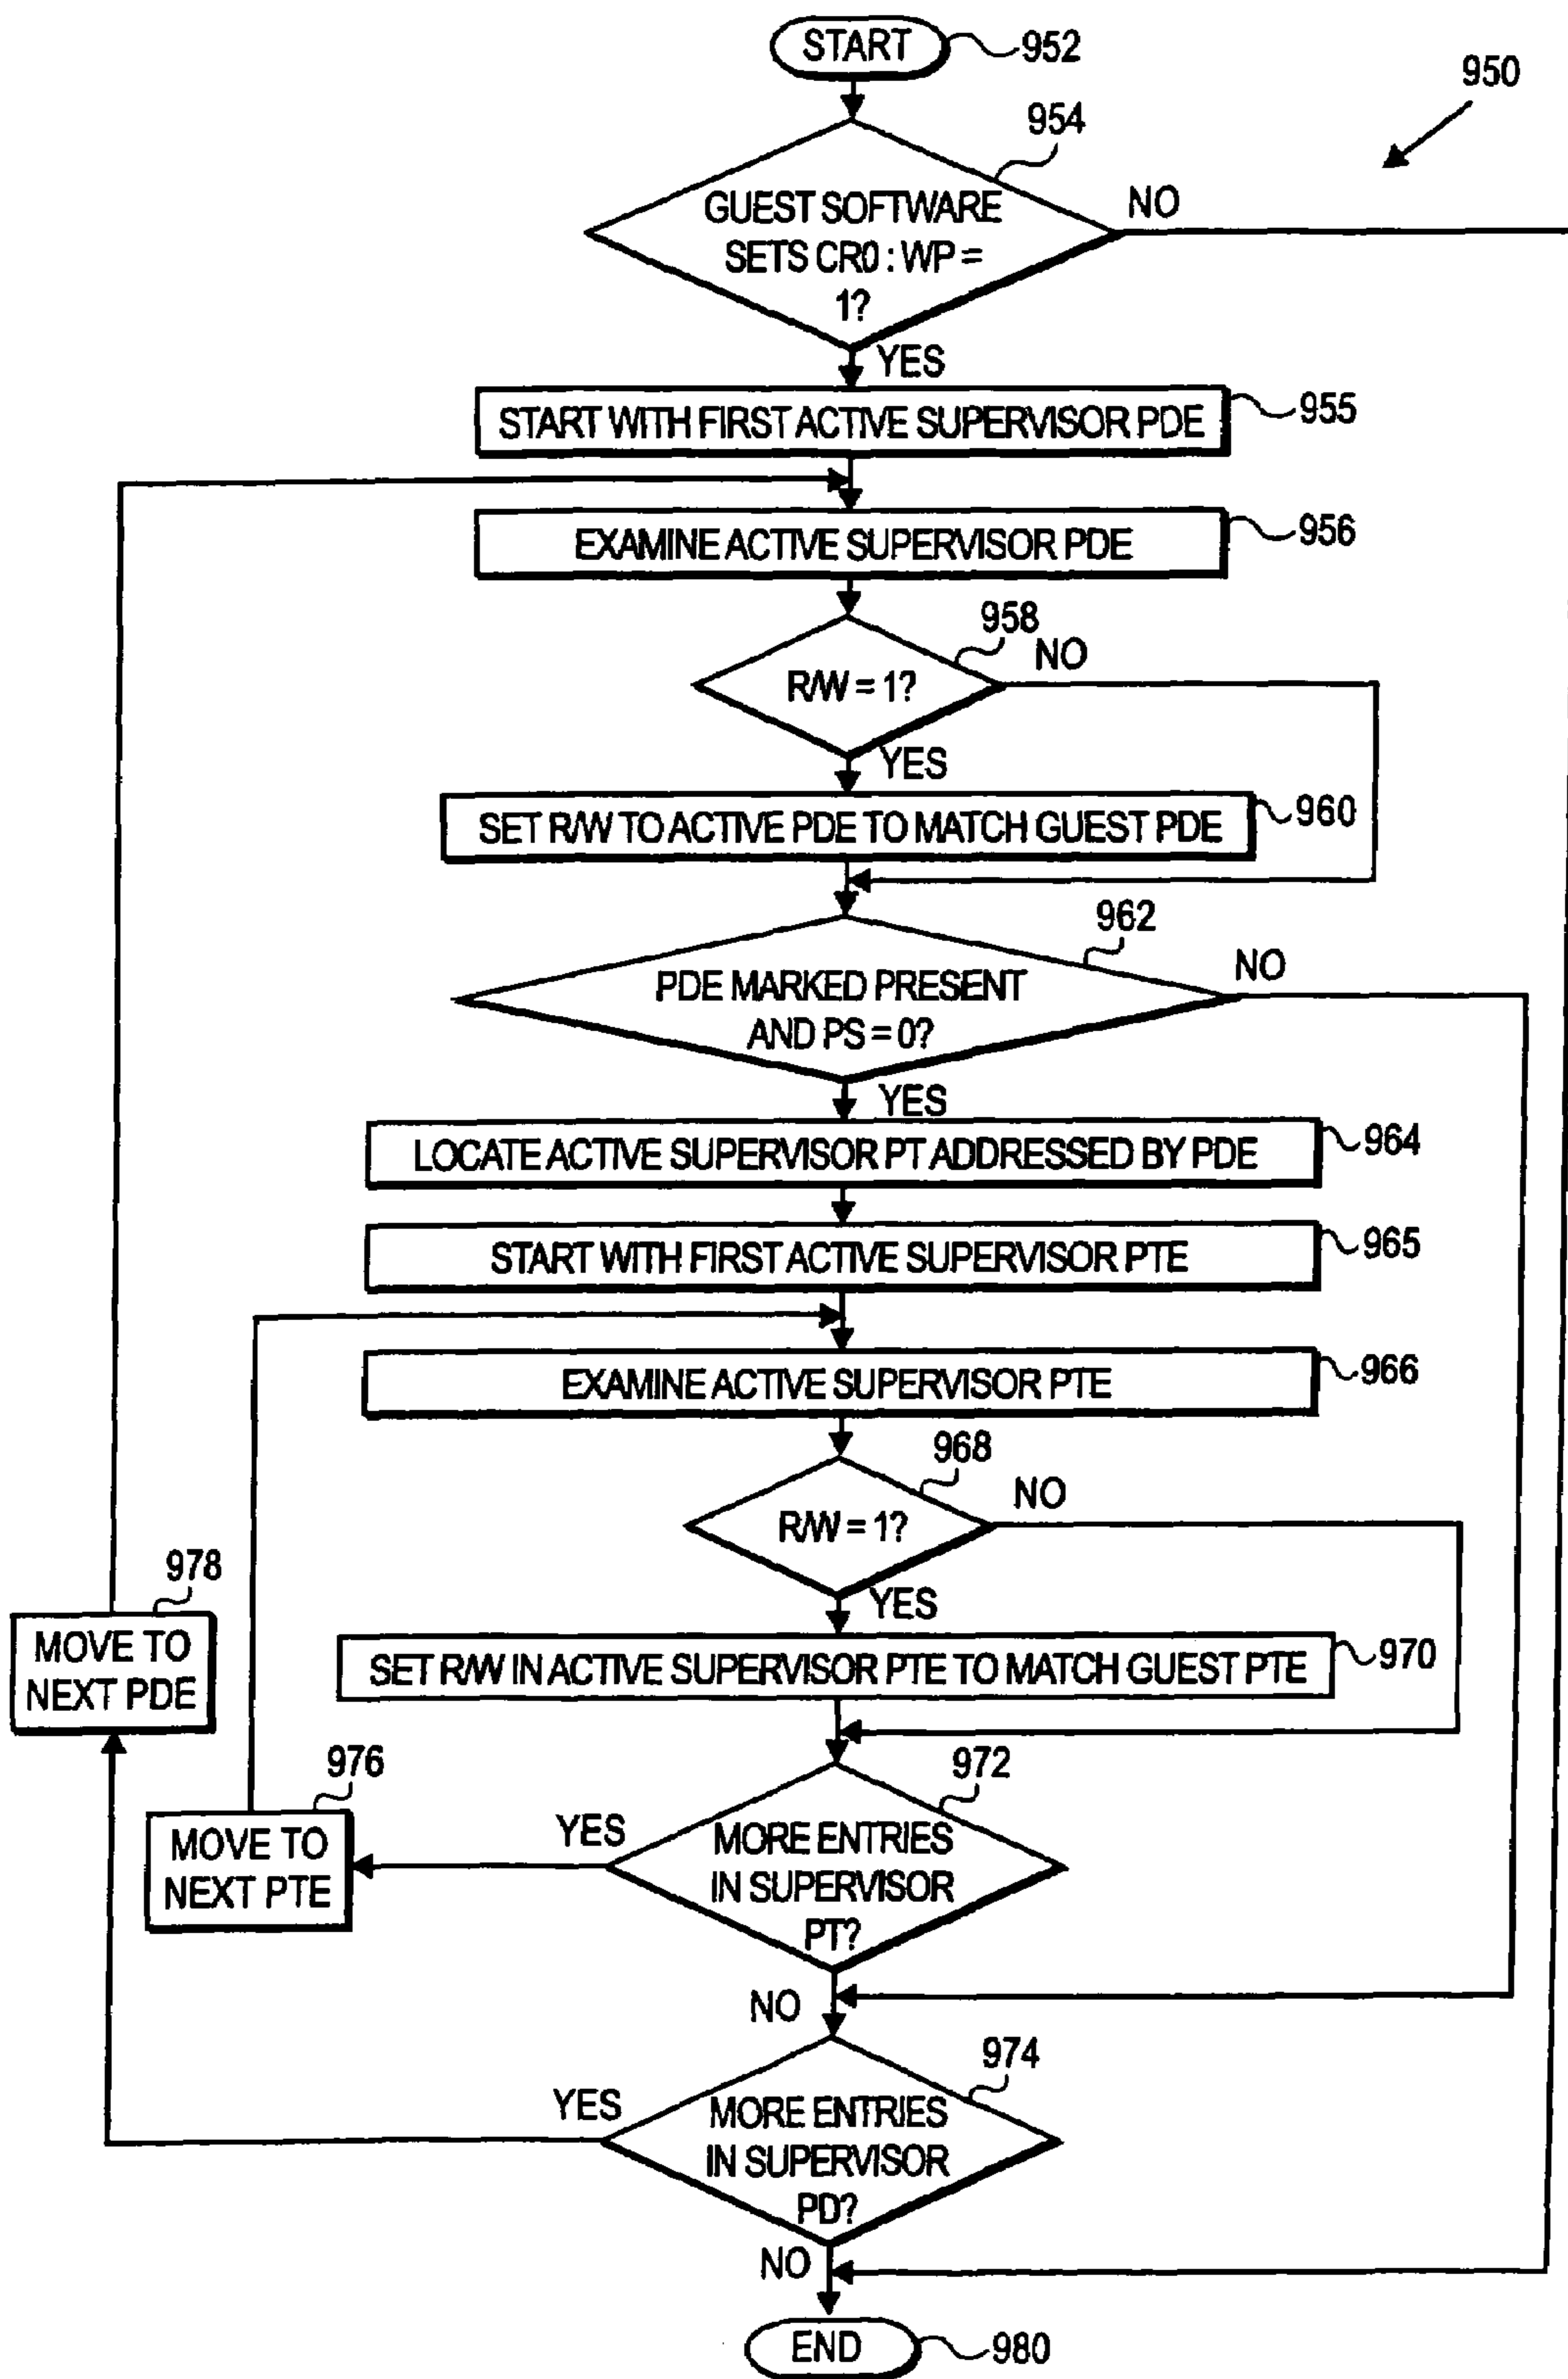 START
952
950
954
GUEST SOFTWARE
SETS CR0 : WP =
1?
NO
YES
START WITH FIRST ACTIVE SUPERVISOR PDE
955
EXAMINE ACTIVE SUPERVISOR PDE
956
958
R/W = 1?
NO
YES
SET R/W TO ACTIVE PDE TO MATCH GUEST PDE
960
962
PDE MARKED PRESENT
AND PS = 0?
NO
YES
LOCATE ACTIVE SUPERVISOR PT ADDRESSED BY PDE
964
START WITH FIRST ACTIVE SUPERVISOR PTE
965
EXAMINE ACTIVE SUPERVISOR PTE
966
968
R/W = 1?
NO
YES
SET R/W IN ACTIVE SUPERVISOR PTE TO MATCH GUEST PTE
970
978
MOVE TO
NEXT PDE
976
MOVE TO
NEXT PTE
972
YES
MORE ENTRIES
IN SUPERVISOR
PT?
NO
974
YES
MORE ENTRIES
IN SUPERVISOR
PD?
NO
END
980